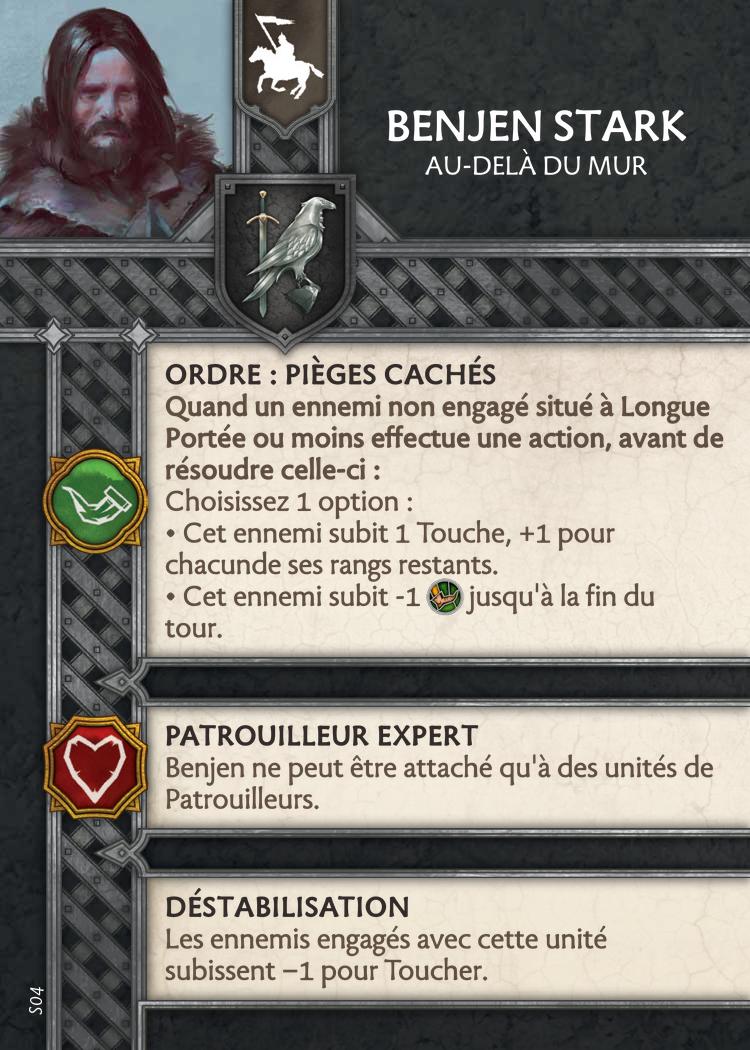 BENJEN STARK
AU-DELÀ DU MUR
ORDRE : PIÈGES CACHÉS
Quand un ennemi non engagé situé à Longue
Portée ou moins effectue une action, avant de
résoudre celle-ci :
Choisissez 1 option :
• Cet ennemi subit 1 Touche, +1 pour
chacunde ses rangs restants.
• Cet ennemi subit -1 jusqu'à la fin du
tour.
PATROUILLEUR EXPERT
Benjen ne peut être attaché qu'à des unités de
Patrouilleurs.
DÉSTABILISATION
Les ennemis engagés avec cette unité
subissent −1 pour Toucher.
S04